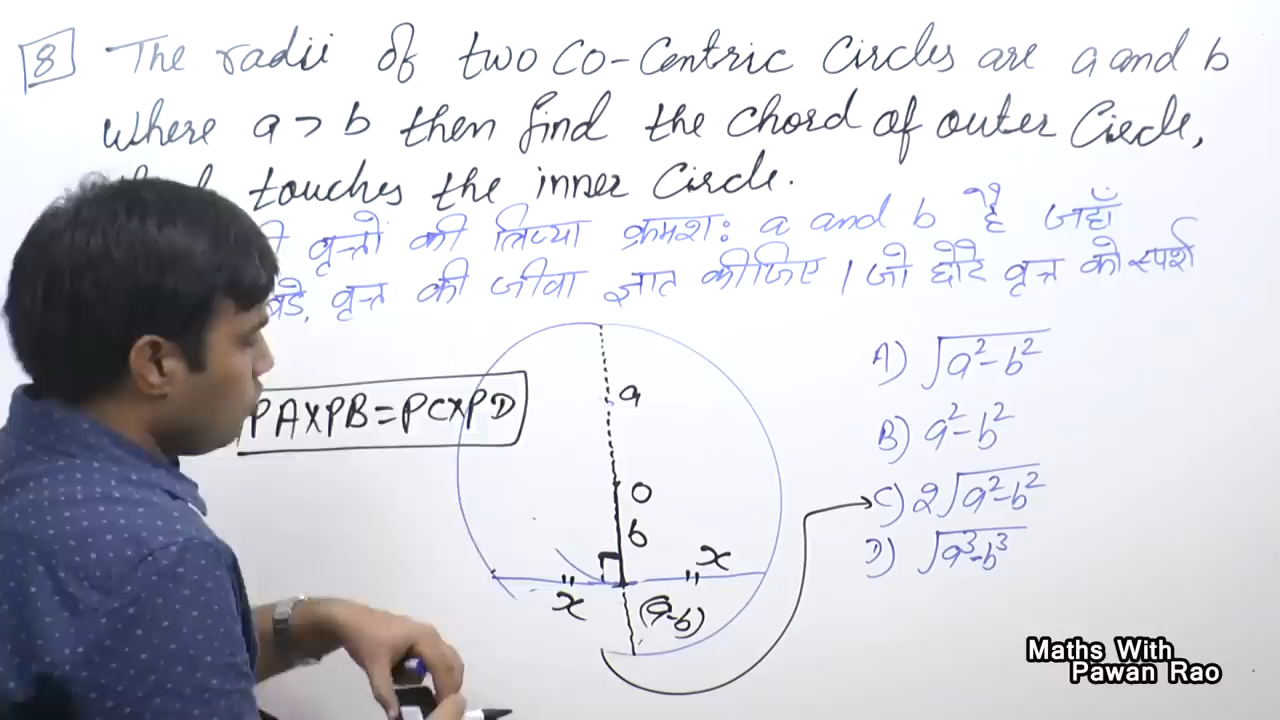 8 The radii of two Co-Centric Circles are a and b
where a > b then find the chord of outer Circle,
touches the inner Circle.
वृत्तों की त्रिज्या क्रमशः a and b है जहाँ
बडे, वृत्त की जीवा ज्ञात कीजिए । जो छोटे वृत्त को स्पर्श
A) √a²-b²
PA×PB=PC×PD
a
B) a²-b²
O
C) 2√a²-b²
b
x
D) √a³-b³
x
(a-b)
Maths With
Pawan Rao